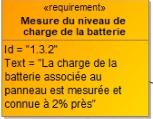 «requirement»
Mesure du niveau de
charge de la batterie
Id = "1.3.2"
Text = "La charge de la
batterie associée au
panneau est mesurée et
connue à 2% près"